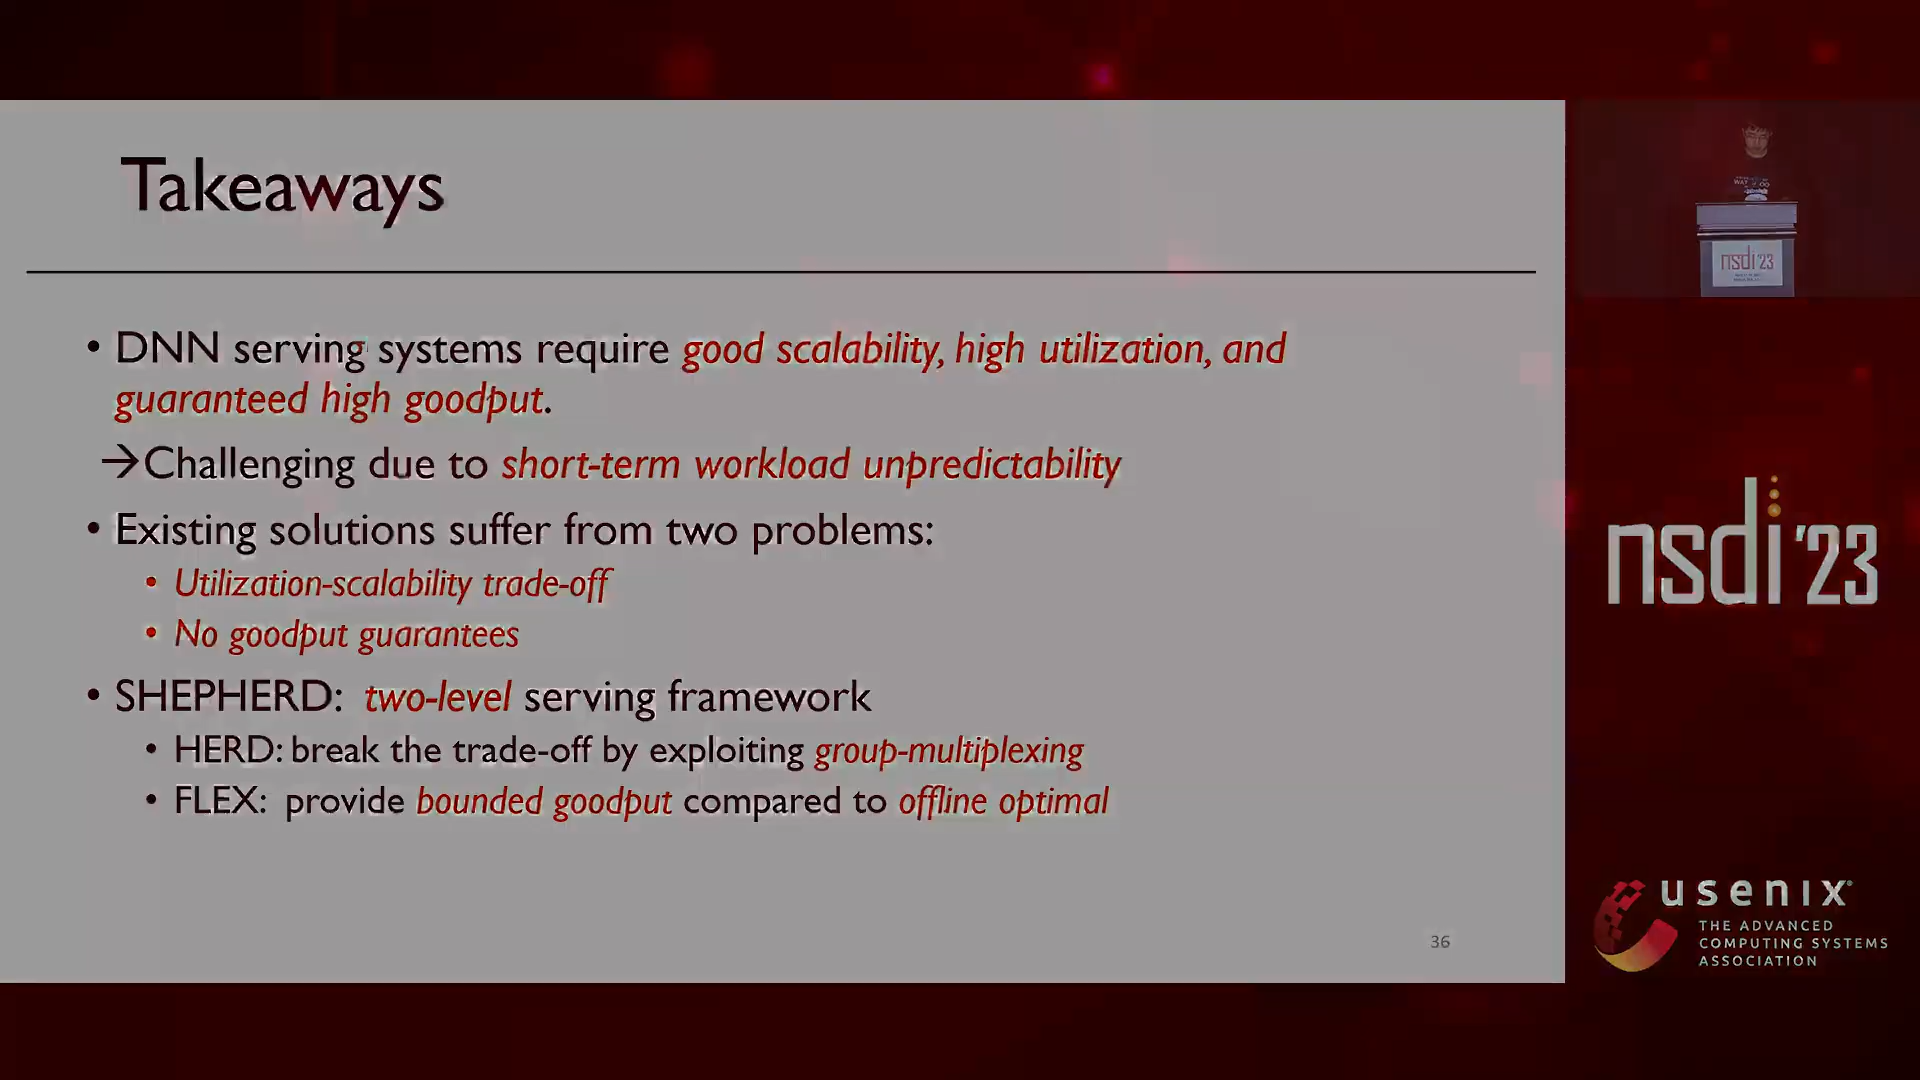 Takeaways
• DNN serving systems require good scalability, high utilization, and
guaranteed high goodput.
→Challenging due to short-term workload unpredictability
• Existing solutions suffer from two problems:
• Utilization-scalability trade-off
• No goodput guarantees
• SHEPHERD: two-level serving framework
• HERD: break the trade-off by exploiting group-multiplexing
• FLEX: provide bounded goodput compared to offline optimal
36
nsdi'23
nsdi'23
usenix
THE ADVANCED
COMPUTING SYSTEMS
ASSOCIATION